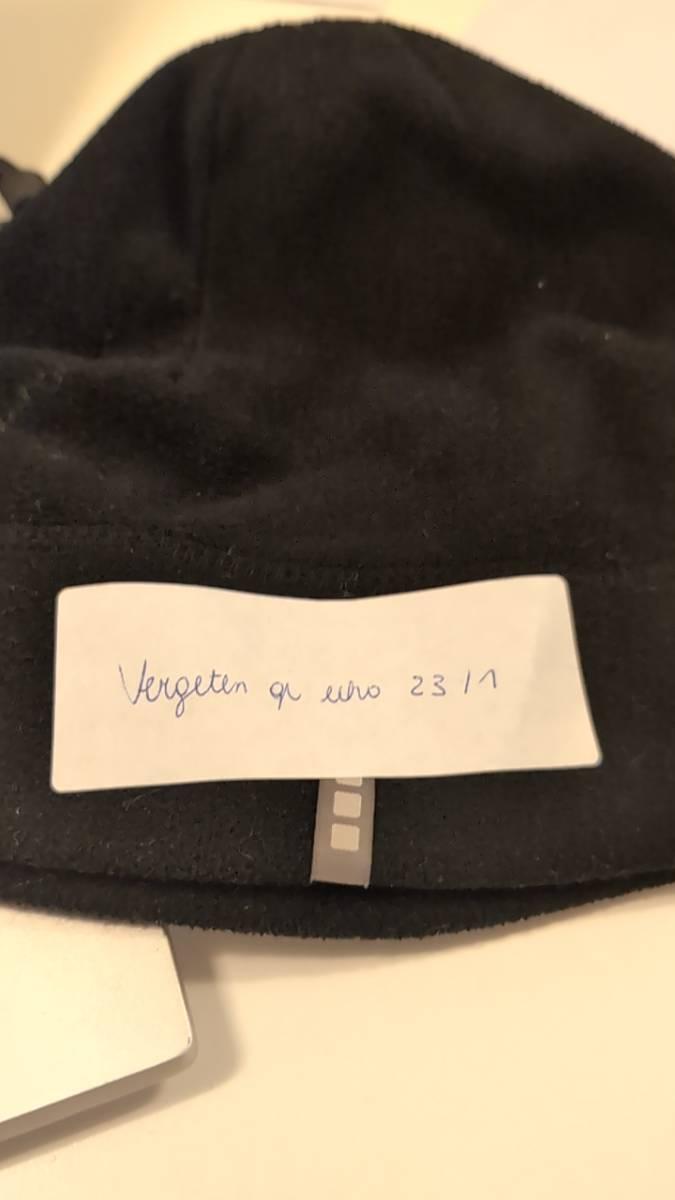 Vergeten op echo 23/1